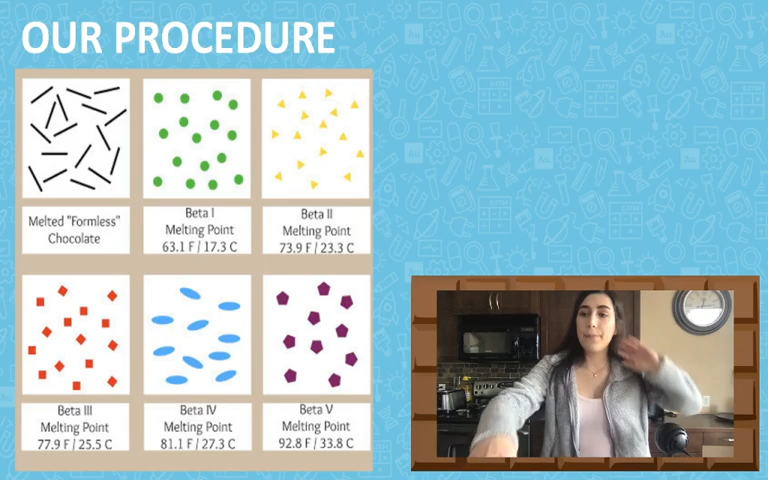 OUR PROCEDURE
Melted "Formless"
Chocolate
Beta I
Melting Point
63.1 F / 17.3 C
Beta II
Melting Point
73.9 F / 23.3 C
Beta III
Melting Point
77.9 F / 25.5 C
Beta IV
Melting Point
81.1 F / 27.3 C
Beta V
Melting Point
92.8 F / 33.8 C